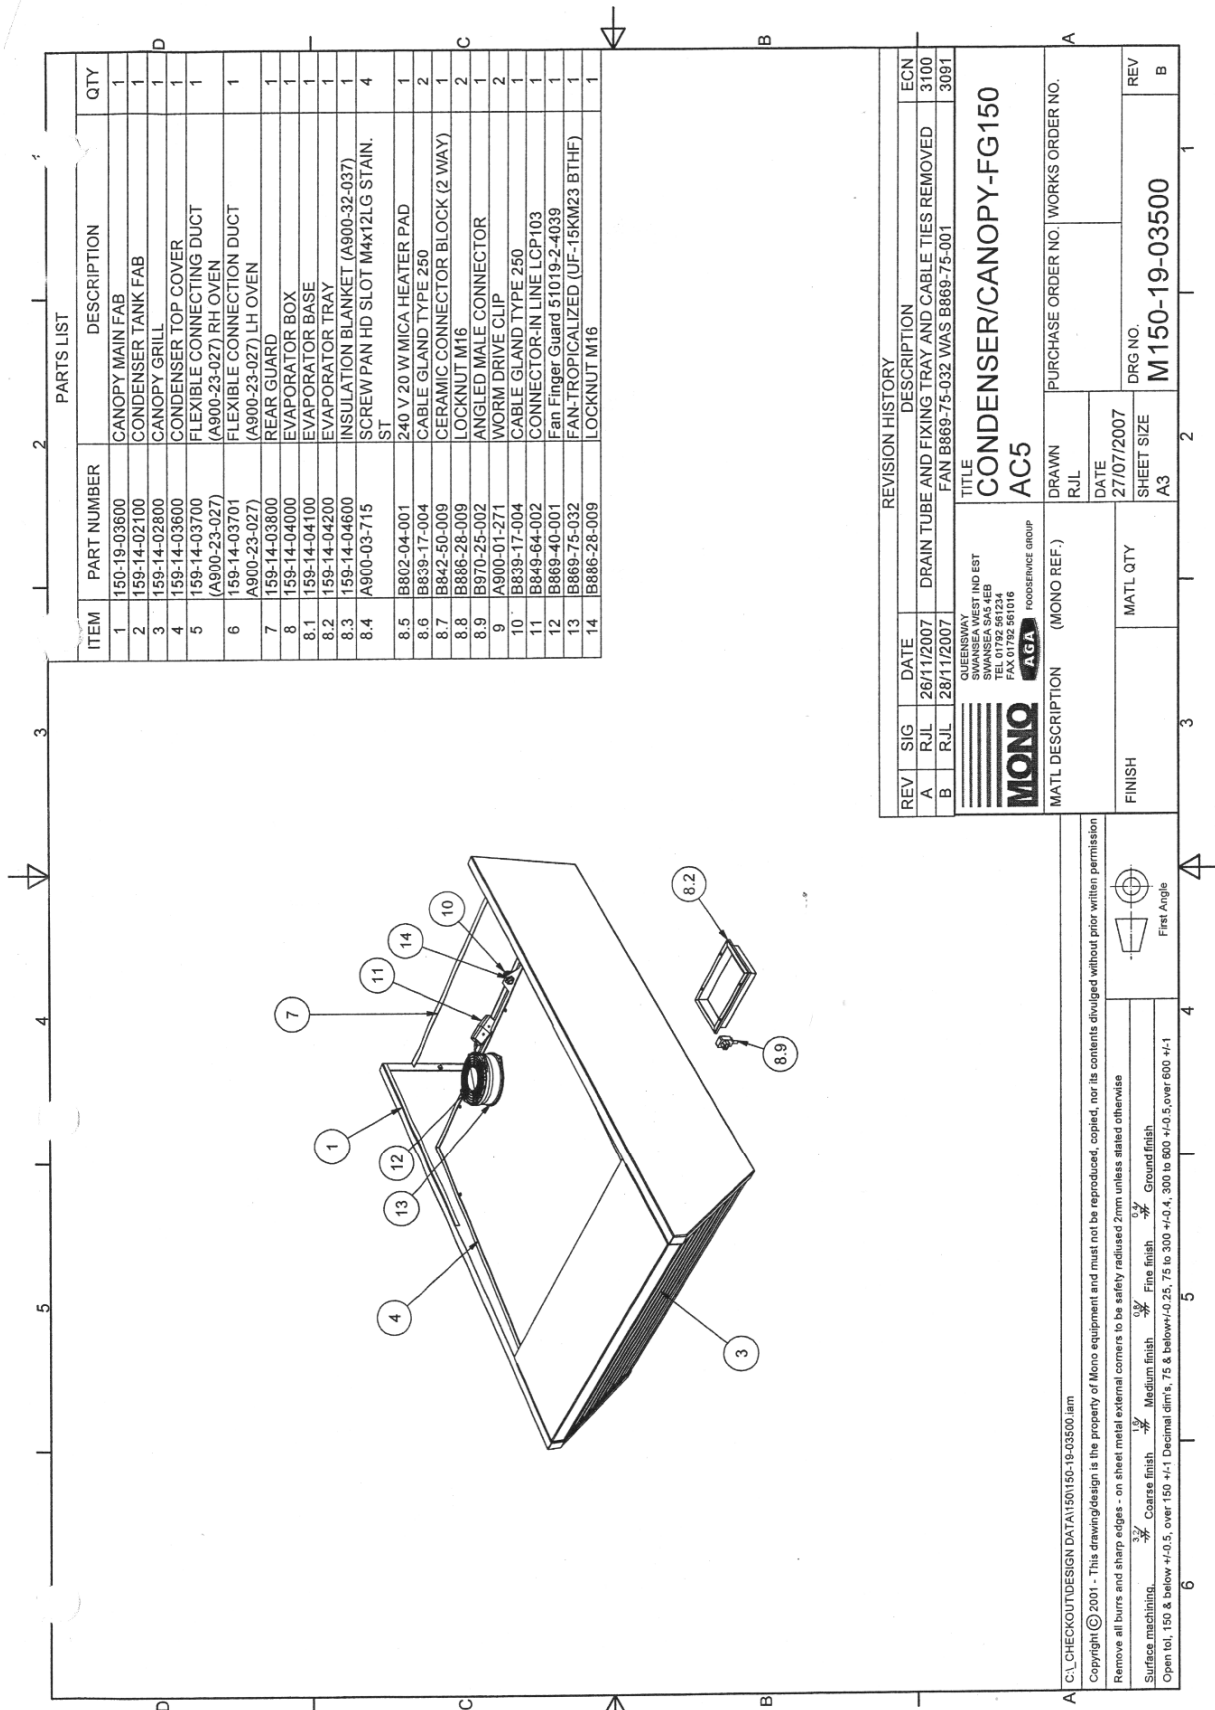 PARTS LIST
ITEM PART NUMBER DESCRIPTION QTY
1 150-19-03600 CANOPY MAIN FAB 1
2 159-14-02100 CONDENSER TANK FAB 1
3 159-14-02800 CANOPY GRILL 1
4 159-14-03600 CONDENSER TOP COVER 1
5 159-14-03700 FLEXIBLE CONNECTING DUCT 1
(A900-23-027) (A900-23-027) RH OVEN
6 159-14-03701 FLEXIBLE CONNECTION DUCT 1
A900-23-027) (A900-23-027) LH OVEN
7 159-14-03800 REAR GUARD 1
8 159-14-04000 EVAPORATOR BOX 1
8.1 159-14-04100 EVAPORATOR BASE 1
8.2 159-14-04200 EVAPORATOR TRAY 1
8.3 159-14-04600 INSULATION BLANKET (A900-32-037) 1
8.4 A900-03-715 SCREW PAN HD SLOT M4x12LG STAIN. 4
ST
8.5 B802-04-001 240 V 20 W MICA HEATER PAD 1
8.6 B839-17-004 CABLE GLAND TYPE 250 2
8.7 B842-50-009 CERAMIC CONNECTOR BLOCK (2 WAY) 1
8.8 B886-28-009 LOCKNUT M16 2
8.9 B970-25-002 ANGLED MALE CONNECTOR 1
9 A900-01-271 WORM DRIVE CLIP 2
10 B839-17-004 CABLE GLAND TYPE 250 1
11 B849-64-002 CONNECTOR-IN LINE LCP103 1
12 B869-40-001 Fan Finger Guard 51019-2-4039 1
13 B869-75-032 FAN-TROPICALIZED (UF-15KM23 BTHF) 1
14 B886-28-009 LOCKNUT M16 1
1
7
11
14
10
12
13
4
3
8.2
8.9
REVISION HISTORY
REV SIG DATE DESCRIPTION ECN
A RJL 26/11/2007 DRAIN TUBE AND FIXING TRAY AND CABLE TIES REMOVED 3100
B RJL 28/11/2007 FAN B869-75-032 WAS B869-75-001 3091
MONO
QUEENSWAY
SWANSEA WEST IND EST
SWANSEA SA5 4EB
TEL 01792 561234
FAX 01792 561016
AGA FOODSERVICE GROUP
TITLE
CONDENSER/CANOPY-FG150
AC5
MATL DESCRIPTION (MONO REF.)
DRAWN
RJL
PURCHASE ORDER NO.
WORKS ORDER NO.
DATE
27/07/2007
FINISH
MATL QTY
SHEET SIZE
A3
DRG NO.
M150-19-03500
REV
B
C:\_CHECKOUT\DESIGN DATA\150\150-19-03500.iam
Copyright © 2001 - This drawing/design is the property of Mono equipment and must not be reproduced, copied, nor its contents divulged without prior written permission
Remove all burrs and sharp edges - on sheet metal external corners to be safety radiused 2mm unless stated otherwise
Surface machining, 3.2 Coarse finish 1.6 Medium finish 0.8 Fine finish 0.4 Ground finish
Open tol, 150 & below +/-0.5, over 150 +/-1 Decimal dim's, 75 & below+/-0.25, 75 to 300 +/-0.4, 300 to 600 +/-0.5,over 600 +/-1
First Angle
5
4
3
2
6
5
4
3
2
1
D
C
B
A
D
C
B
A